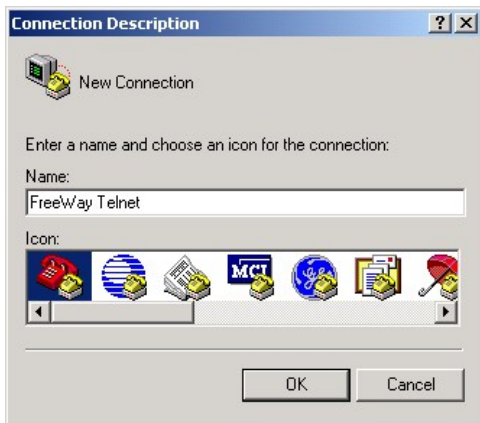 Connection Description
New Connection
Enter a name and choose an icon for the connection:
Name:
FreeWay Telnet
Icon:
MCI
OK
Cancel